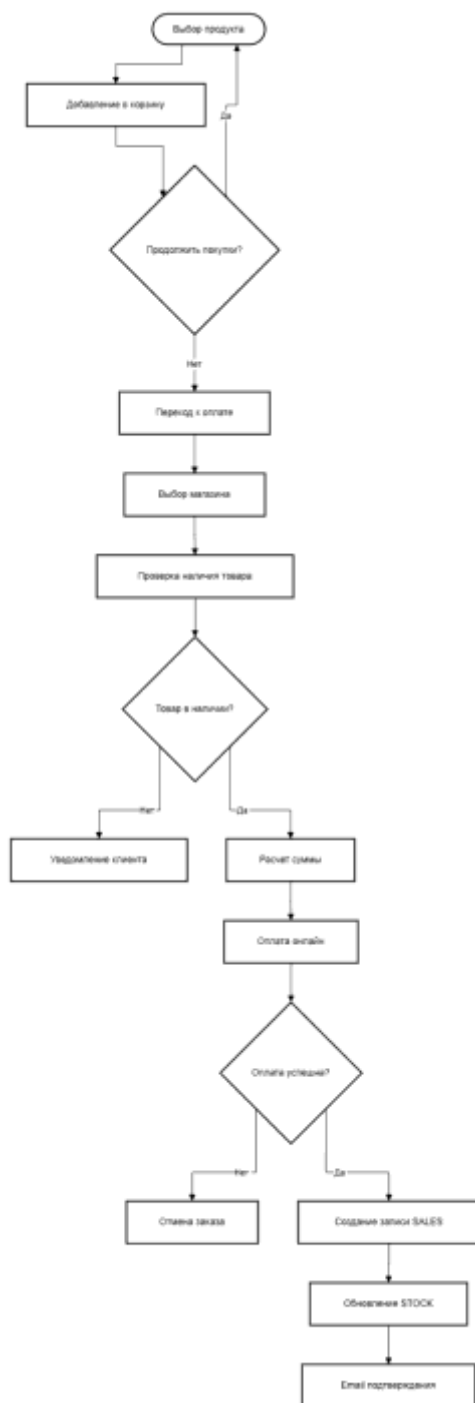 Выбор продукта
Добавление в корзину
Да
Продолжить покупки?
Нет
Переход к оплате
Выбор магазина
Проверка наличия товара
Товар в наличии?
Нет
Да
Уведомление клиента
Расчет суммы
Оплата онлайн
Оплата успешна?
Нет
Да
Отмена заказа
Создание записи SALES
Обновление STOCK
Email подтверждения